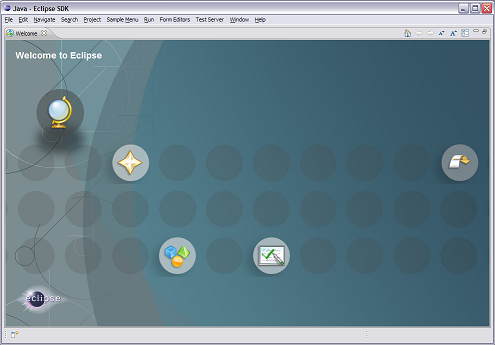 Java - Eclipse SDK
File Edit Navigate Search Project Sample Menu Run Form Editors Test Server Window Help
Welcome
Welcome to Eclipse
eclipse